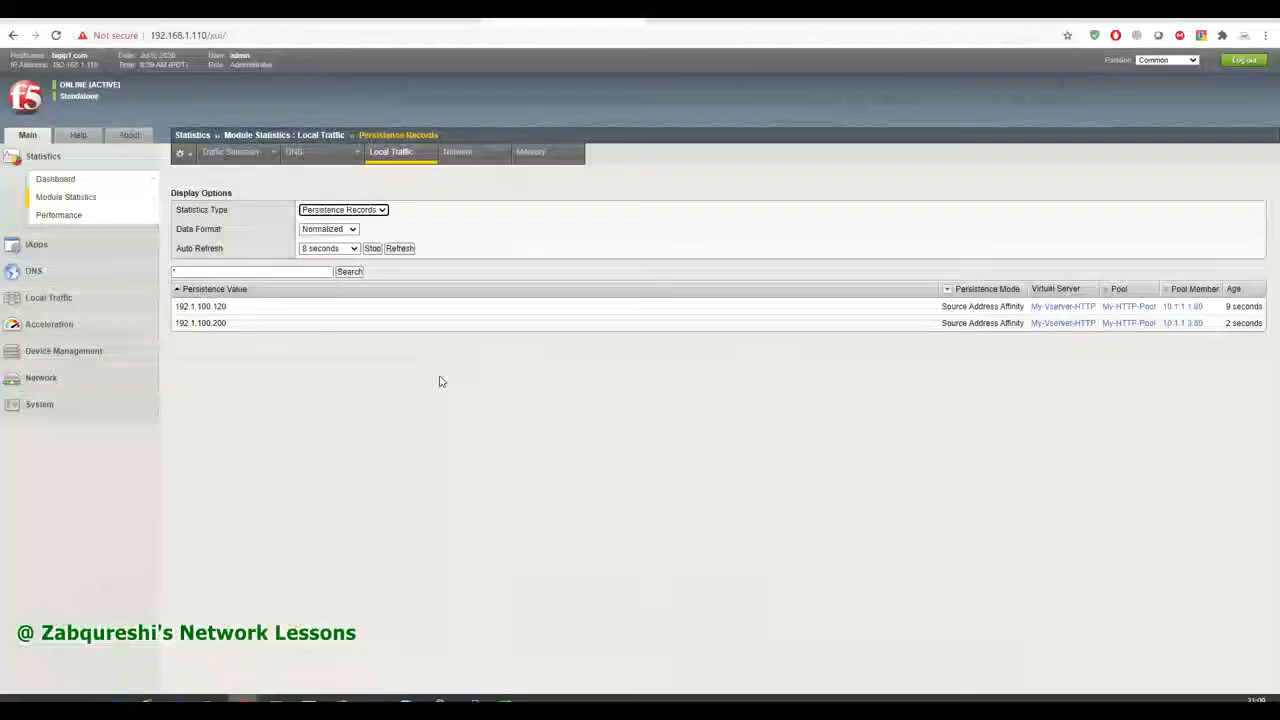 Not secure 192.168.1.110/xui/
Hostname: bigip1.com Date: User: admin
IP Address: 192.168.1.110 Time: 8:39 AM (PDT) Role: Administrator
Partition: Common Log out
f5
ONLINE (ACTIVE)
Standalone
Main Help About
Statistics » Module Statistics : Local Traffic » Persistence Records
Traffic Summary DNS Local Traffic Network Memory
Statistics
Dashboard
Module Statistics
Performance
iApps
DNS
Local Traffic
Acceleration
Device Management
Network
System
Display Options
Statistics Type Persistence Records
Data Format Normalized
Auto Refresh 8 seconds Stop Refresh
* Search
Persistence Value Persistence Mode Virtual Server Pool Pool Member Age
192.1.100.120 Source Address Affinity My-Vserver-HTTP My-HTTP-Pool 10.1.1.1:80 9 seconds
192.1.100.200 Source Address Affinity My-Vserver-HTTP My-HTTP-Pool 10.1.1.3:80 2 seconds
@ Zabqureshi's Network Lessons